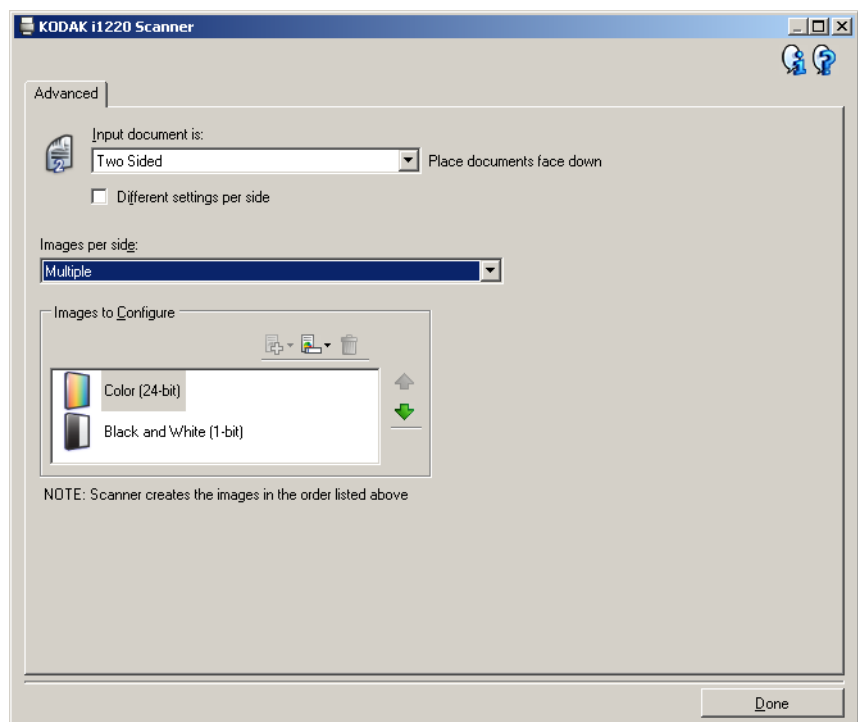 KODAK i1220 Scanner
Advanced
Input document is:
Two Sided
Place documents face down
Different settings per side
Images per side:
Multiple
Images to Configure
Color (24-bit)
Black and White (1-bit)
NOTE: Scanner creates the images in the order listed above
Done